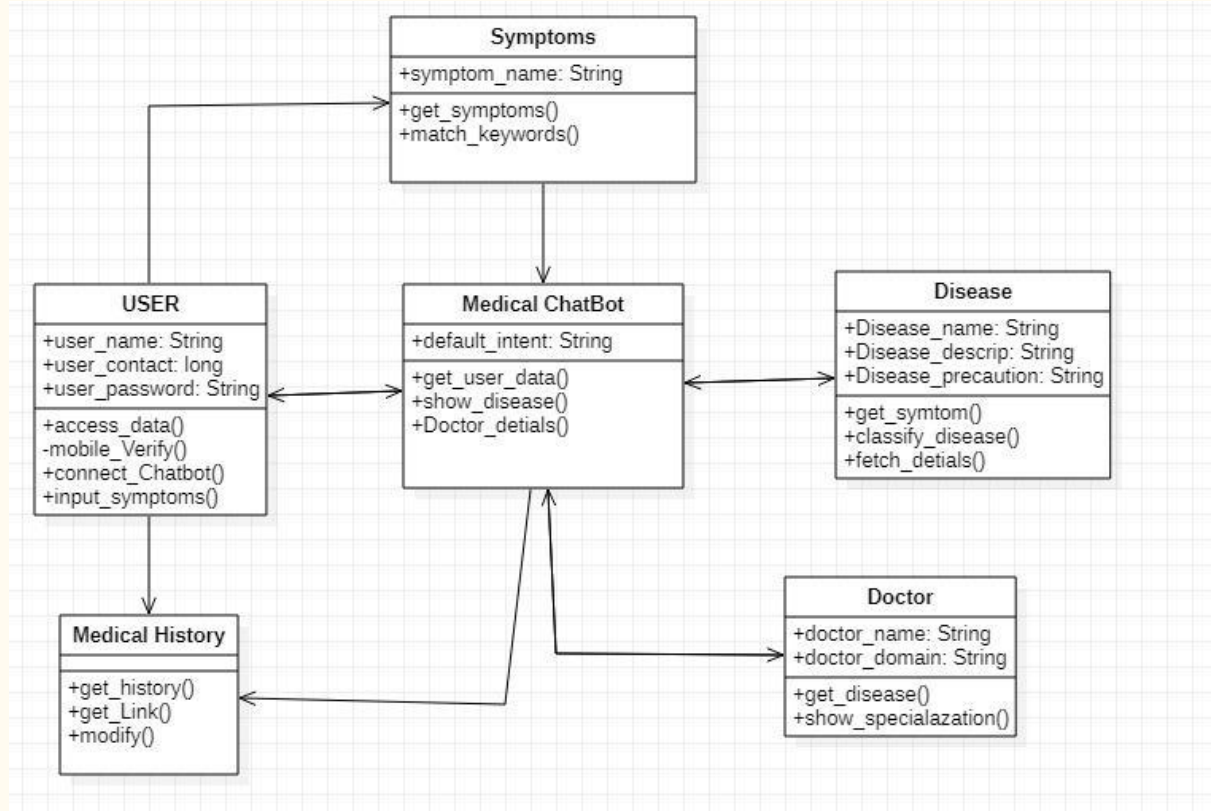 Symptoms
+symptom_name: String
+get_symptoms()
+match_keywords()
USER
+user_name: String
+user_contact: long
+user_password: String
+access_data()
-mobile_Verify()
+connect_Chatbot()
+input_symptoms()
Medical ChatBot
+default_intent: String
+get_user_data()
+show_disease()
+Doctor_detials()
Disease
+Disease_name: String
+Disease_descrip: String
+Disease_precaution: String
+get_symtom()
+classify_disease()
+fetch_detials()
Medical History
+get_history()
+get_Link()
+modify()
Doctor
+doctor_name: String
+doctor_domain: String
+get_disease()
+show_specialazation()